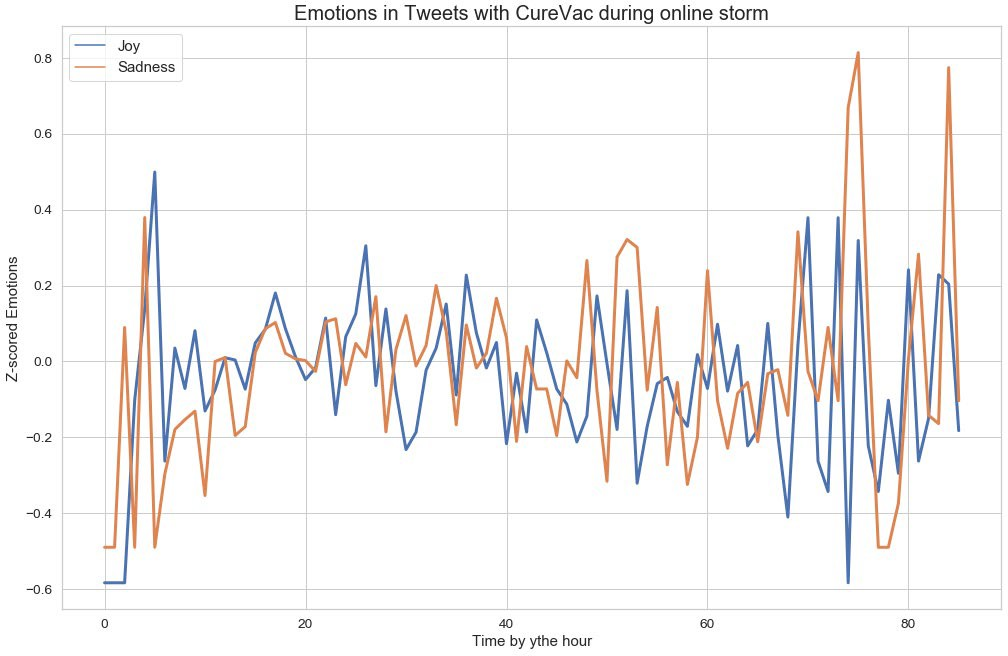 Emotions in Tweets with CureVac during online storm
Joy
Sadness
Z-scored Emotions
0.8
0.6
0.4
0.2
0.0
−0.2
−0.4
−0.6
0 20 40 60 80
Time by ythe hour